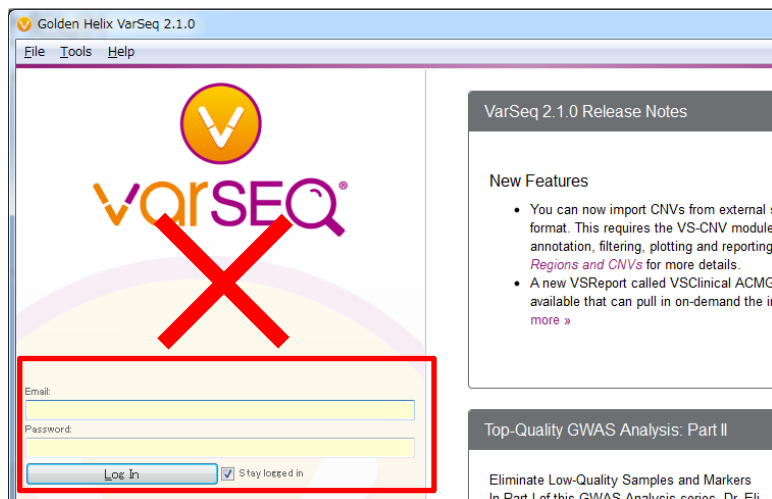 Golden Helix VarSeq 2.1.0
File Tools Help
varSEQ®
Email:
Password:
Log In
Stay logged in
VarSeq 2.1.0 Release Notes
New Features
• You can now import CNVs from external
format. This requires the VS-CNV module
annotation, filtering, plotting and reporting
Regions and CNVs for more details.
• A new VSReport called VSClinical ACMG
available that can pull in on-demand the
more »
Top-Quality GWAS Analysis: Part II
Eliminate Low-Quality Samples and Markers
In Part I of this GWAS Analysis series, Dr.